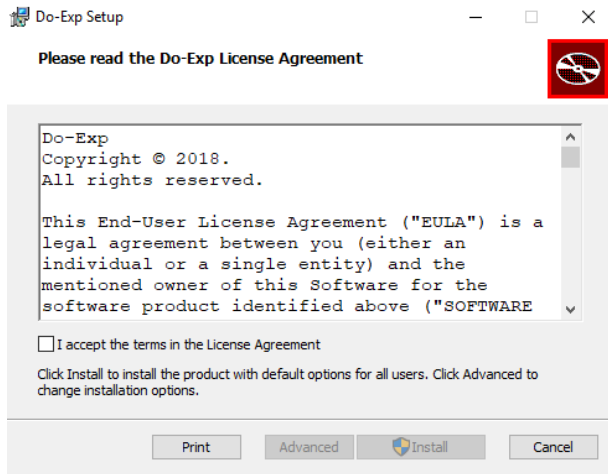 Do-Exp Setup
Please read the Do-Exp License Agreement
Do-Exp
Copyright © 2018.
All rights reserved.
This End-User License Agreement ("EULA") is a
legal agreement between you (either an
individual or a single entity) and the
mentioned owner of this Software for the
software product identified above ("SOFTWARE
I accept the terms in the License Agreement
Click Install to install the product with default options for all users. Click Advanced to
change installation options.
Print Advanced Install Cancel